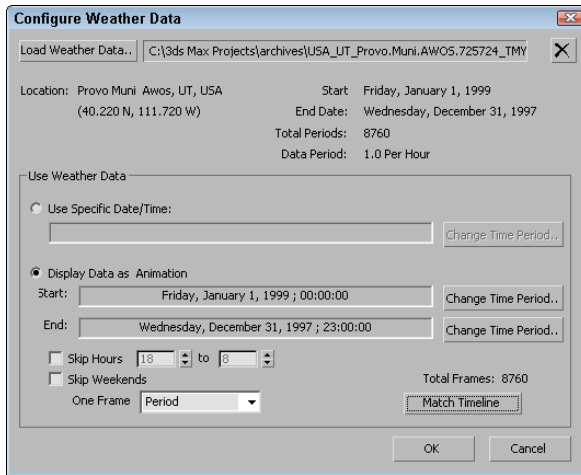 Configure Weather Data
Load Weather Data.. C:\3ds Max Projects\archives\USA_UT_Provo.Muni.AWOS.725724_TMY
Location: Provo Muni Awos, UT, USA Start Friday, January 1, 1999
(40.220 N, 111.720 W) End Date: Wednesday, December 31, 1997
Total Periods: 8760
Data Period: 1.0 Per Hour
Use Weather Data
Use Specific Date/Time:
Change Time Period..
Display Data as Animation
Start: Friday, January 1, 1999 ; 00:00:00 Change Time Period..
End: Wednesday, December 31, 1997 ; 23:00:00 Change Time Period..
Skip Hours 18 to 8
Skip Weekends Total Frames: 8760
One Frame Period Match Timeline
OK Cancel